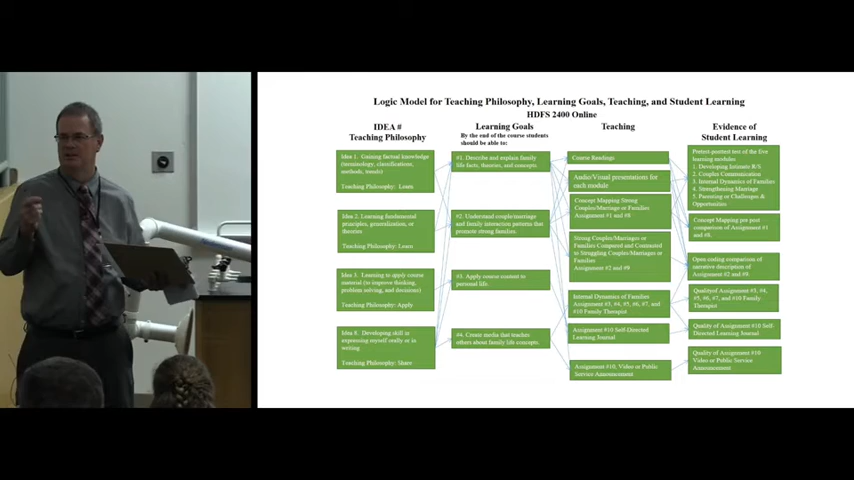 Logic Model for Teaching Philosophy, Learning Goals, Teaching, and Student Learning
HDFS 2400 Online
IDEA #
Teaching Philosophy
Idea 1. Gaining factual knowledge
(terminology, classifications,
methods, trends)
Teaching Philosophy: Learn
Idea 2. Learning fundamental
principles, generalization, or
theories
Teaching Philosophy: Learn
Idea 3. Learning to apply course
material (to improve thinking,
problem solving, and decisions)
Teaching Philosophy: Apply
Idea 8. Developing skill or
expressing myself orally or in
writing
Teaching Philosophy: Share
Learning Goals
By the end of the course students
should be able to:
#1. Describe and explain family
life facts, theories, and concepts.
#2. Understand couple/marriage
and family interaction patterns that
promote strong families.
#3. Apply course content to
personal life.
#4. Create media that teaches
others about family life concepts.
Teaching
Course Readings
Audio/Visual presentations for
each module
Concept Mapping Strong
Couples/Marriage or Families
Assignment #1 and #8
Strong Couples/Marriages or
Families Compared and Contrasted
to Struggling Couples/Marriages or
Families
Assignment #2 and #9
Internal Dynamics of Families
Assignment #3, #4, #5, #6, #7, and
#10 Family Therapist
Assignment #10 Self-Directed
Learning Journal
Assignment #10, Video or Public
Service Announcement
Evidence of
Student Learning
Pretest-posttest test of the five
learning modules
1. Developing Intimate R/S
2. Couples Communication
3. Internal Dynamics of Families
4. Strengthening Marriage
5. Parenting or Challenges &
Opportunities
Concept Mapping pre post
comparison of Assignment #1
and #8.
Open coding comparison of
narrative description of
Assignment #2 and #9.
Quality of Assignment #3, #4,
#5, #6, #7, and #10 Family
Therapist
Quality of Assignment #10 Self-
Directed Learning Journal
Quality of Assignment #10
Video or Public Service
Announcement